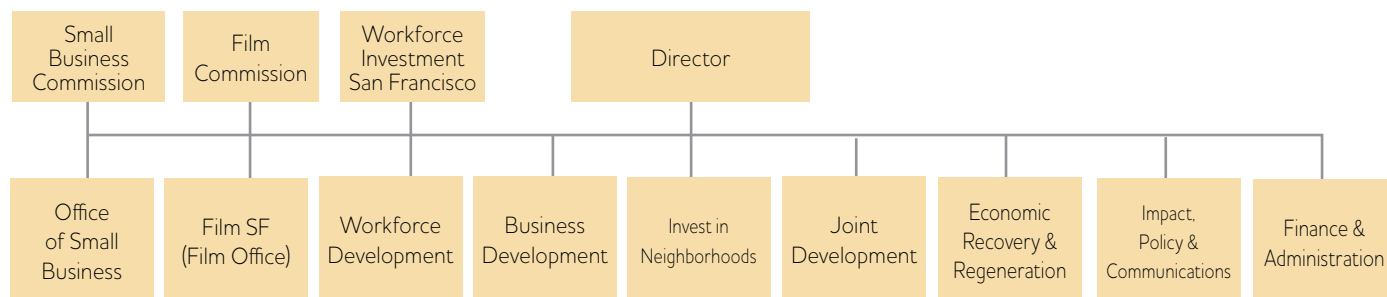 Small
Business
Commission
Film
Commission
Workforce
Investment
San Francisco
Director
Office
of Small
Business
Film SF
(Film Office)
Workforce
Development
Business
Development
Invest in
Neighborhoods
Joint
Development
Economic
Recovery &
Regeneration
Impact,
Policy &
Communications
Finance &
Administration